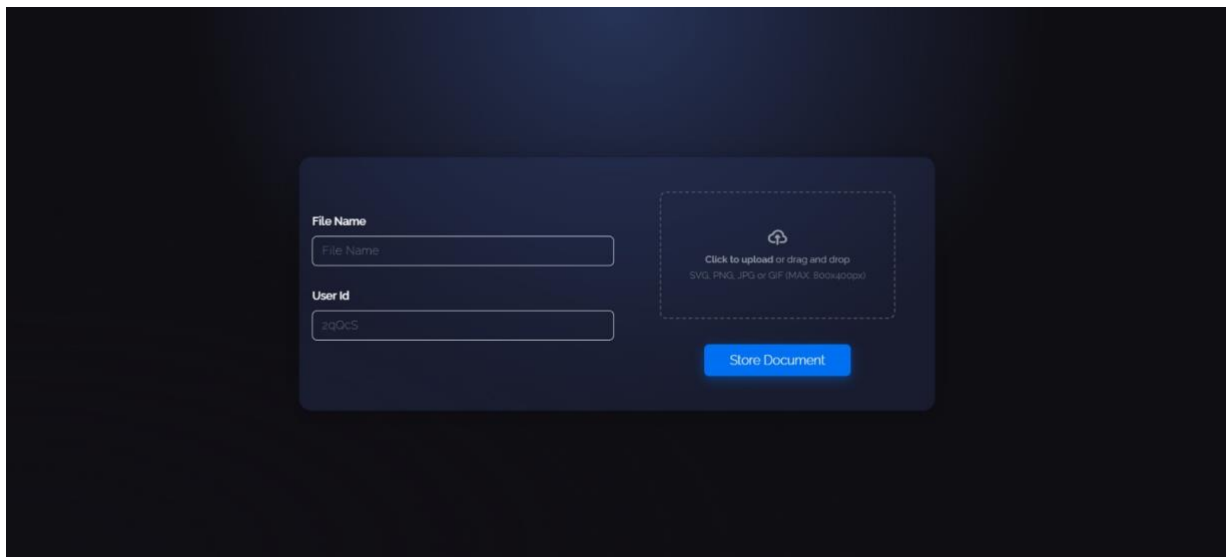 File Name
File Name
User Id
zqQcS
Click to upload or drag and drop
SVG, PNG, JPG or GIF (MAX. 800x400px)
Store Document